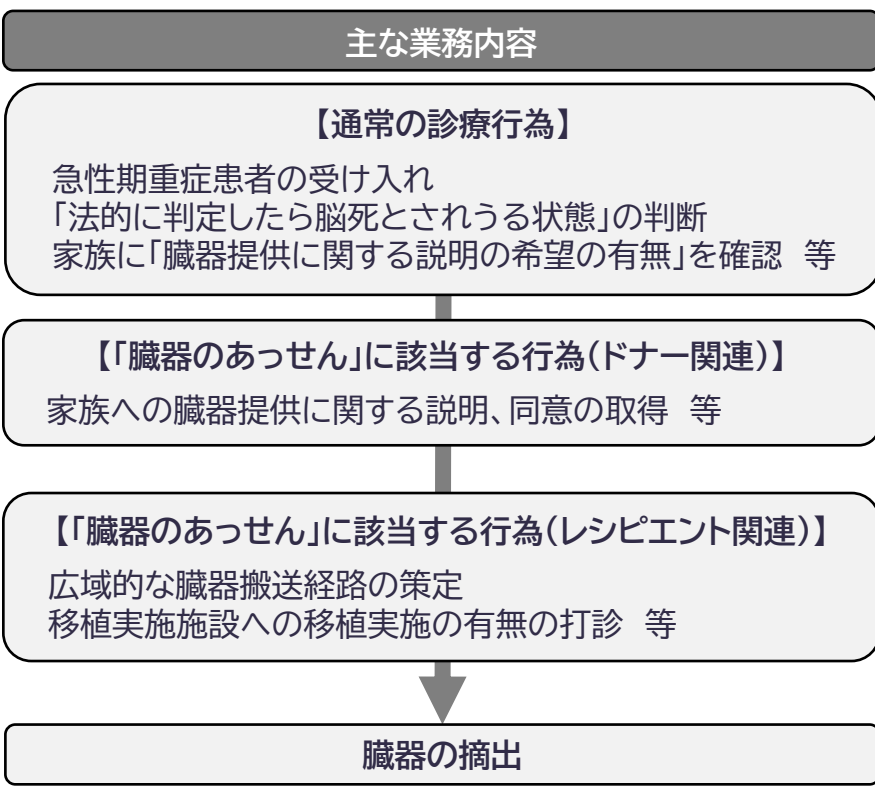 主な業務内容
【通常の診療行為】
急性期重症患者の受け入れ
「法的に判定したら脳死とされうる状態」の判断
家族に「臓器提供に関する説明の希望の有無」を確認　等
【「臓器のあっせん」に該当する行為（ドナー関連）】
家族への臓器提供に関する説明、同意の取得　等
【「臓器のあっせん」に該当する行為（レシピエント関連）】
広域的な臓器搬送経路の策定
移植実施施設への移植実施の有無の打診　等
臓器の摘出